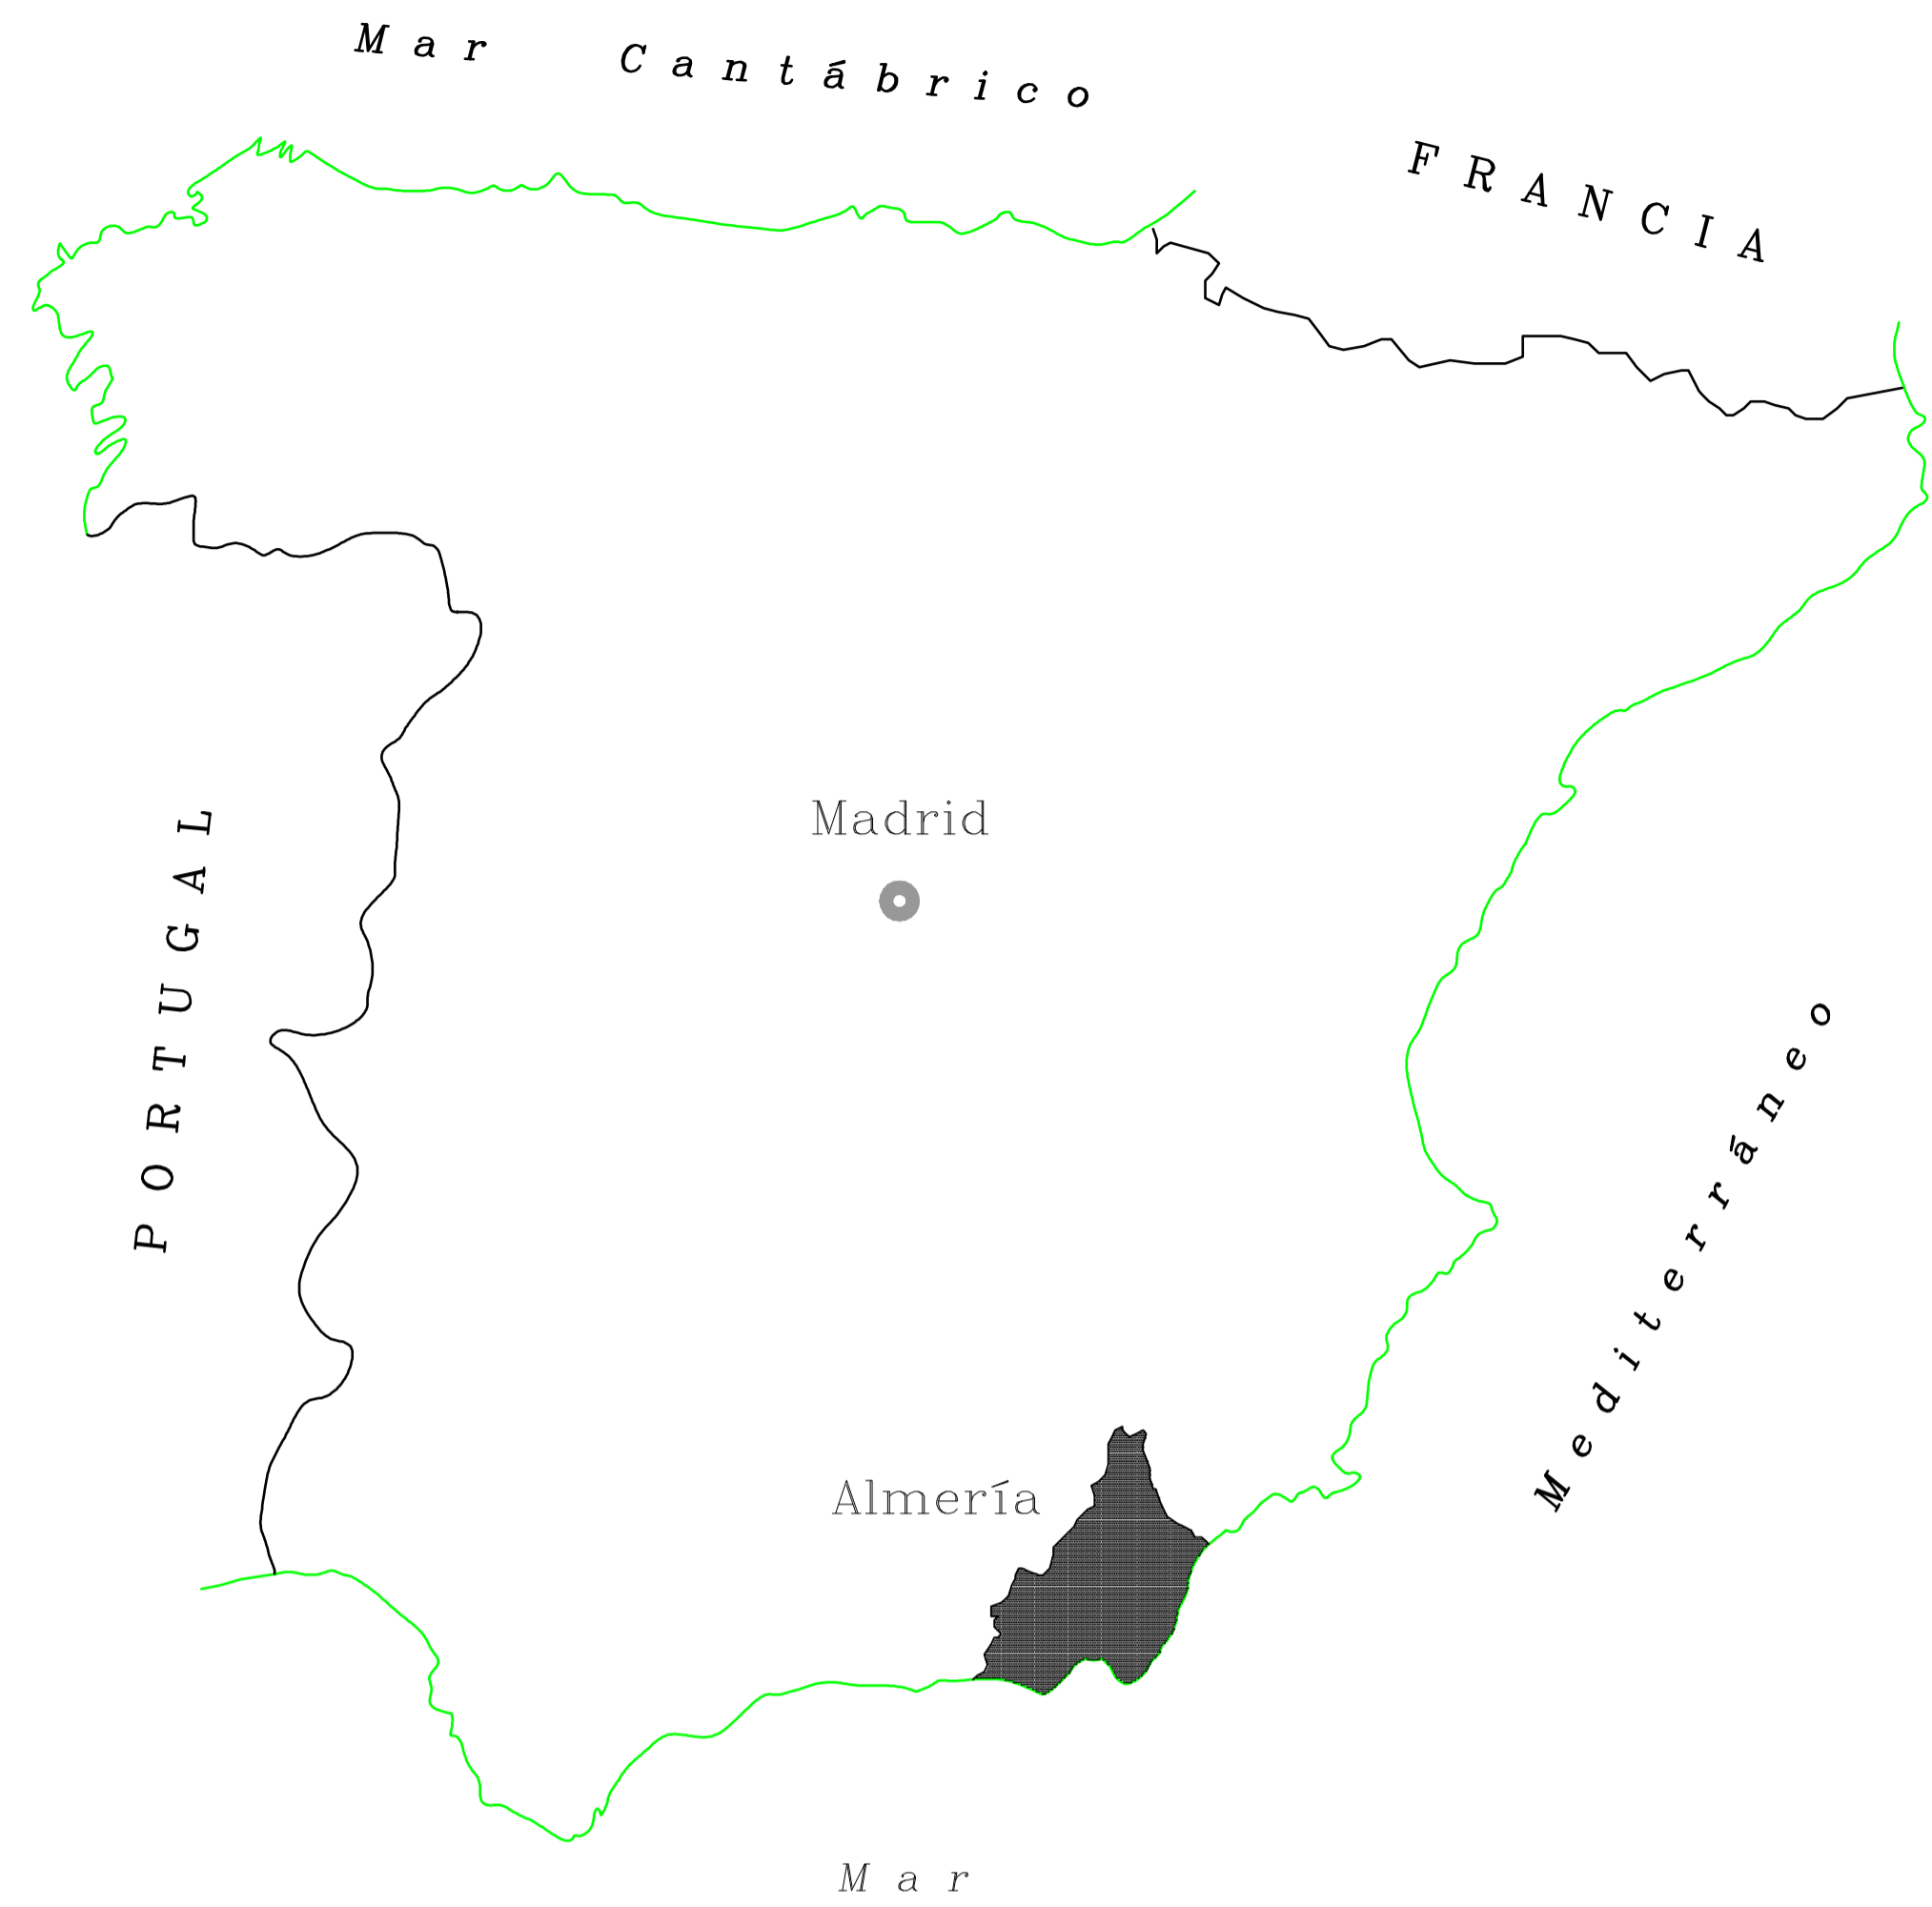 Mar Cantábrico
FRANCIA
Madrid
PORTUGAL
Mediterráneo
Almería
Mar